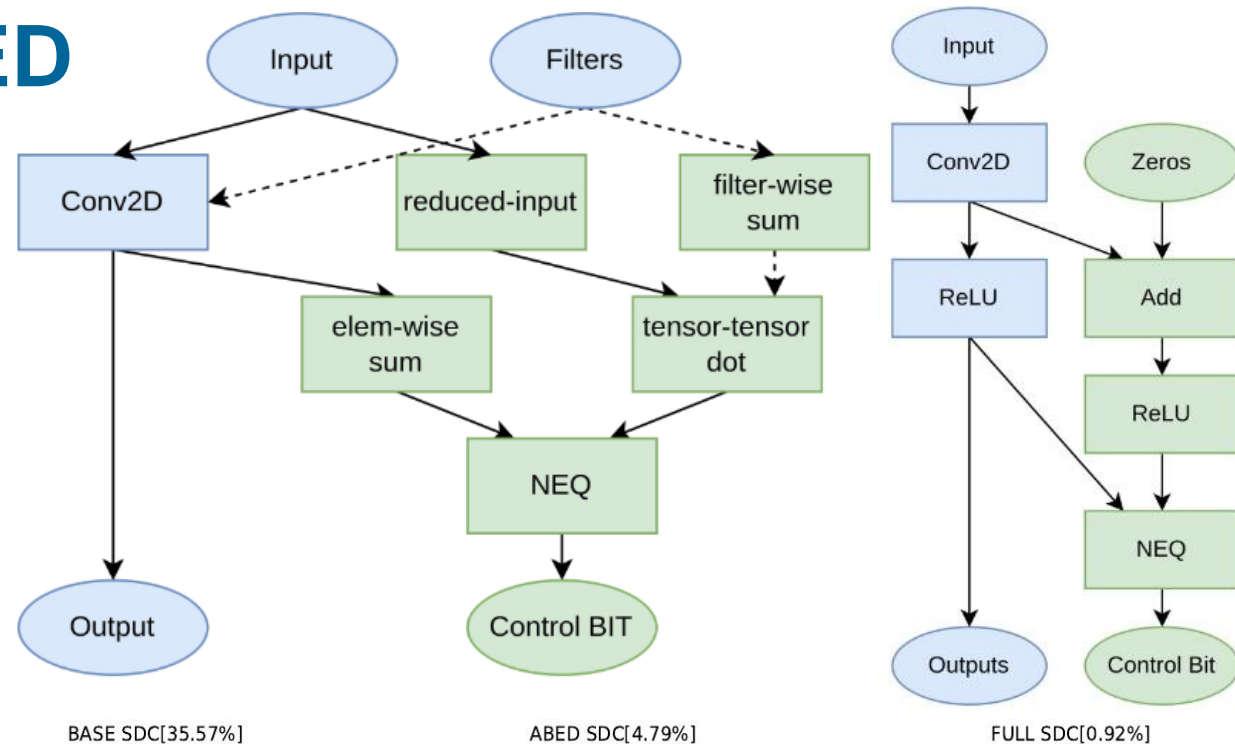 ED
Input
Filters
Conv2D
reduced-input
filter-wise
sum
elem-wise
sum
tensor-tensor
dot
NEQ
Output
Control BIT
Input
Conv2D
Zeros
ReLU
Add
ReLU
NEQ
Outputs
Control Bit
BASE SDC[35.57%]
ABED SDC[4.79%]
FULL SDC[0.92%]